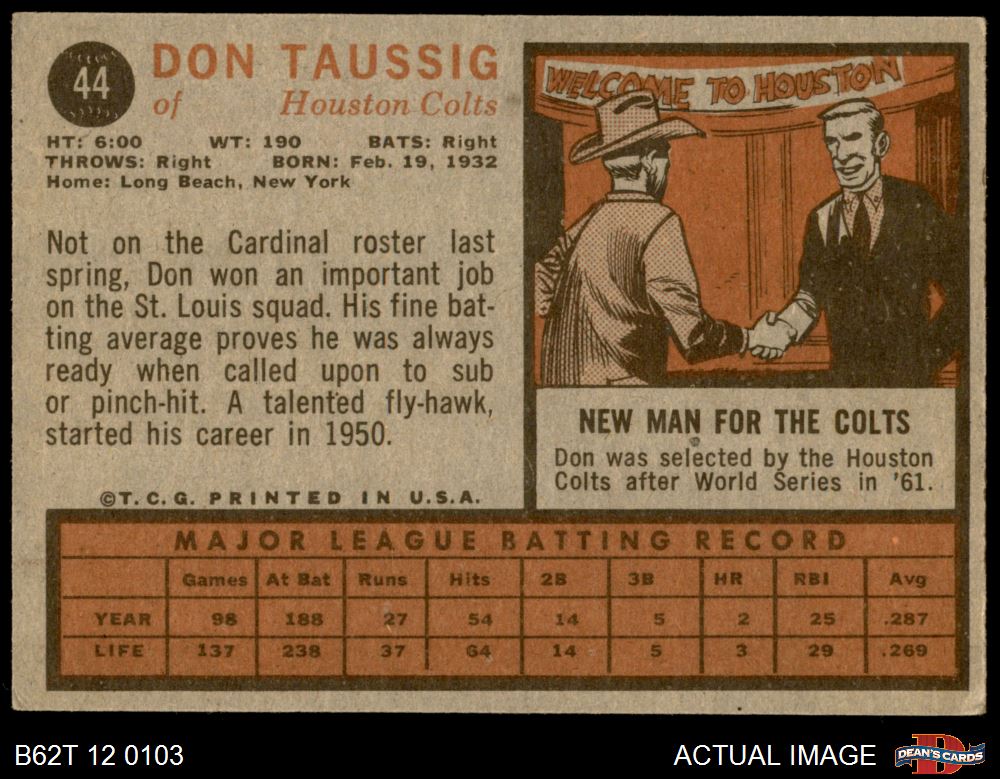 44
DON TAUSSIG
of Houston Colts
HT: 6:00 WT: 190 BATS: Right
THROWS: Right BORN: Feb. 19, 1932
Home: Long Beach, New York
Not on the Cardinal roster last
spring, Don won an important job
on the St. Louis squad. His fine bat-
ting average proves he was always
ready when called upon to sub
or pinch-hit. A talented fly-hawk,
started his career in 1950.
©T.C.G. PRINTED IN U.S.A.
WELCOME TO HOUSTON
NEW MAN FOR THE COLTS
Don was selected by the Houston
Colts after World Series in '61.
MAJOR LEAGUE BATTING RECORD
Games At Bat Runs Hits 2B 3B HR RBI Avg
YEAR 98 188 27 54 14 5 2 25 .287
LIFE 137 238 37 64 14 5 3 29 .269
B62T 12 0103
ACTUAL IMAGE
DEAN'S CARDS